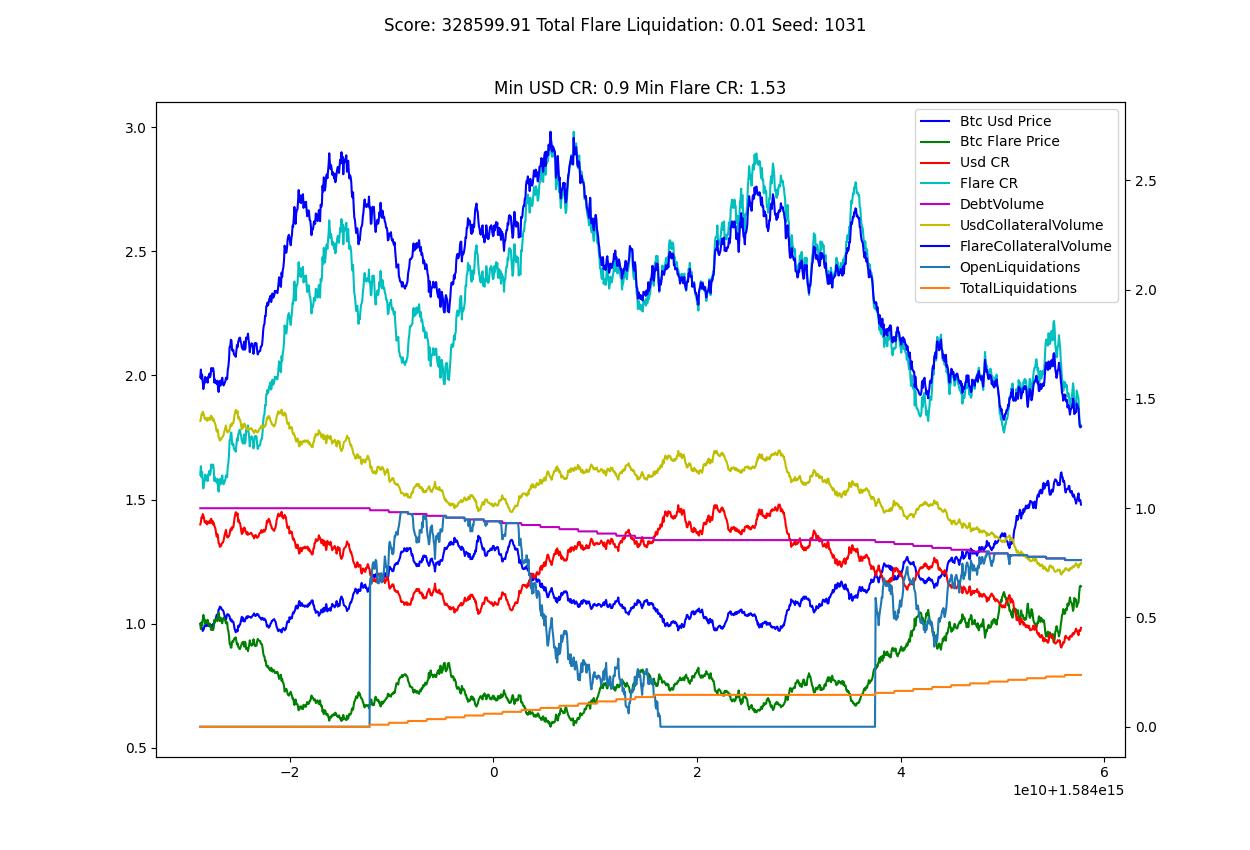 Score: 328599.91 Total Flare Liquidation: 0.01 Seed: 1031
Min USD CR: 0.9 Min Flare CR: 1.53
3.0
2.5
2.0
1.5
1.0
0.5
Btc Usd Price
Btc Flare Price
Usd CR
Flare CR
DebtVolume
UsdCollateralVolume
FlareCollateralVolume
OpenLiquidations
TotalLiquidations
2.5
2.0
1.5
1.0
0.5
0.0
−2 0 2 4 6
1e10+1.584e15